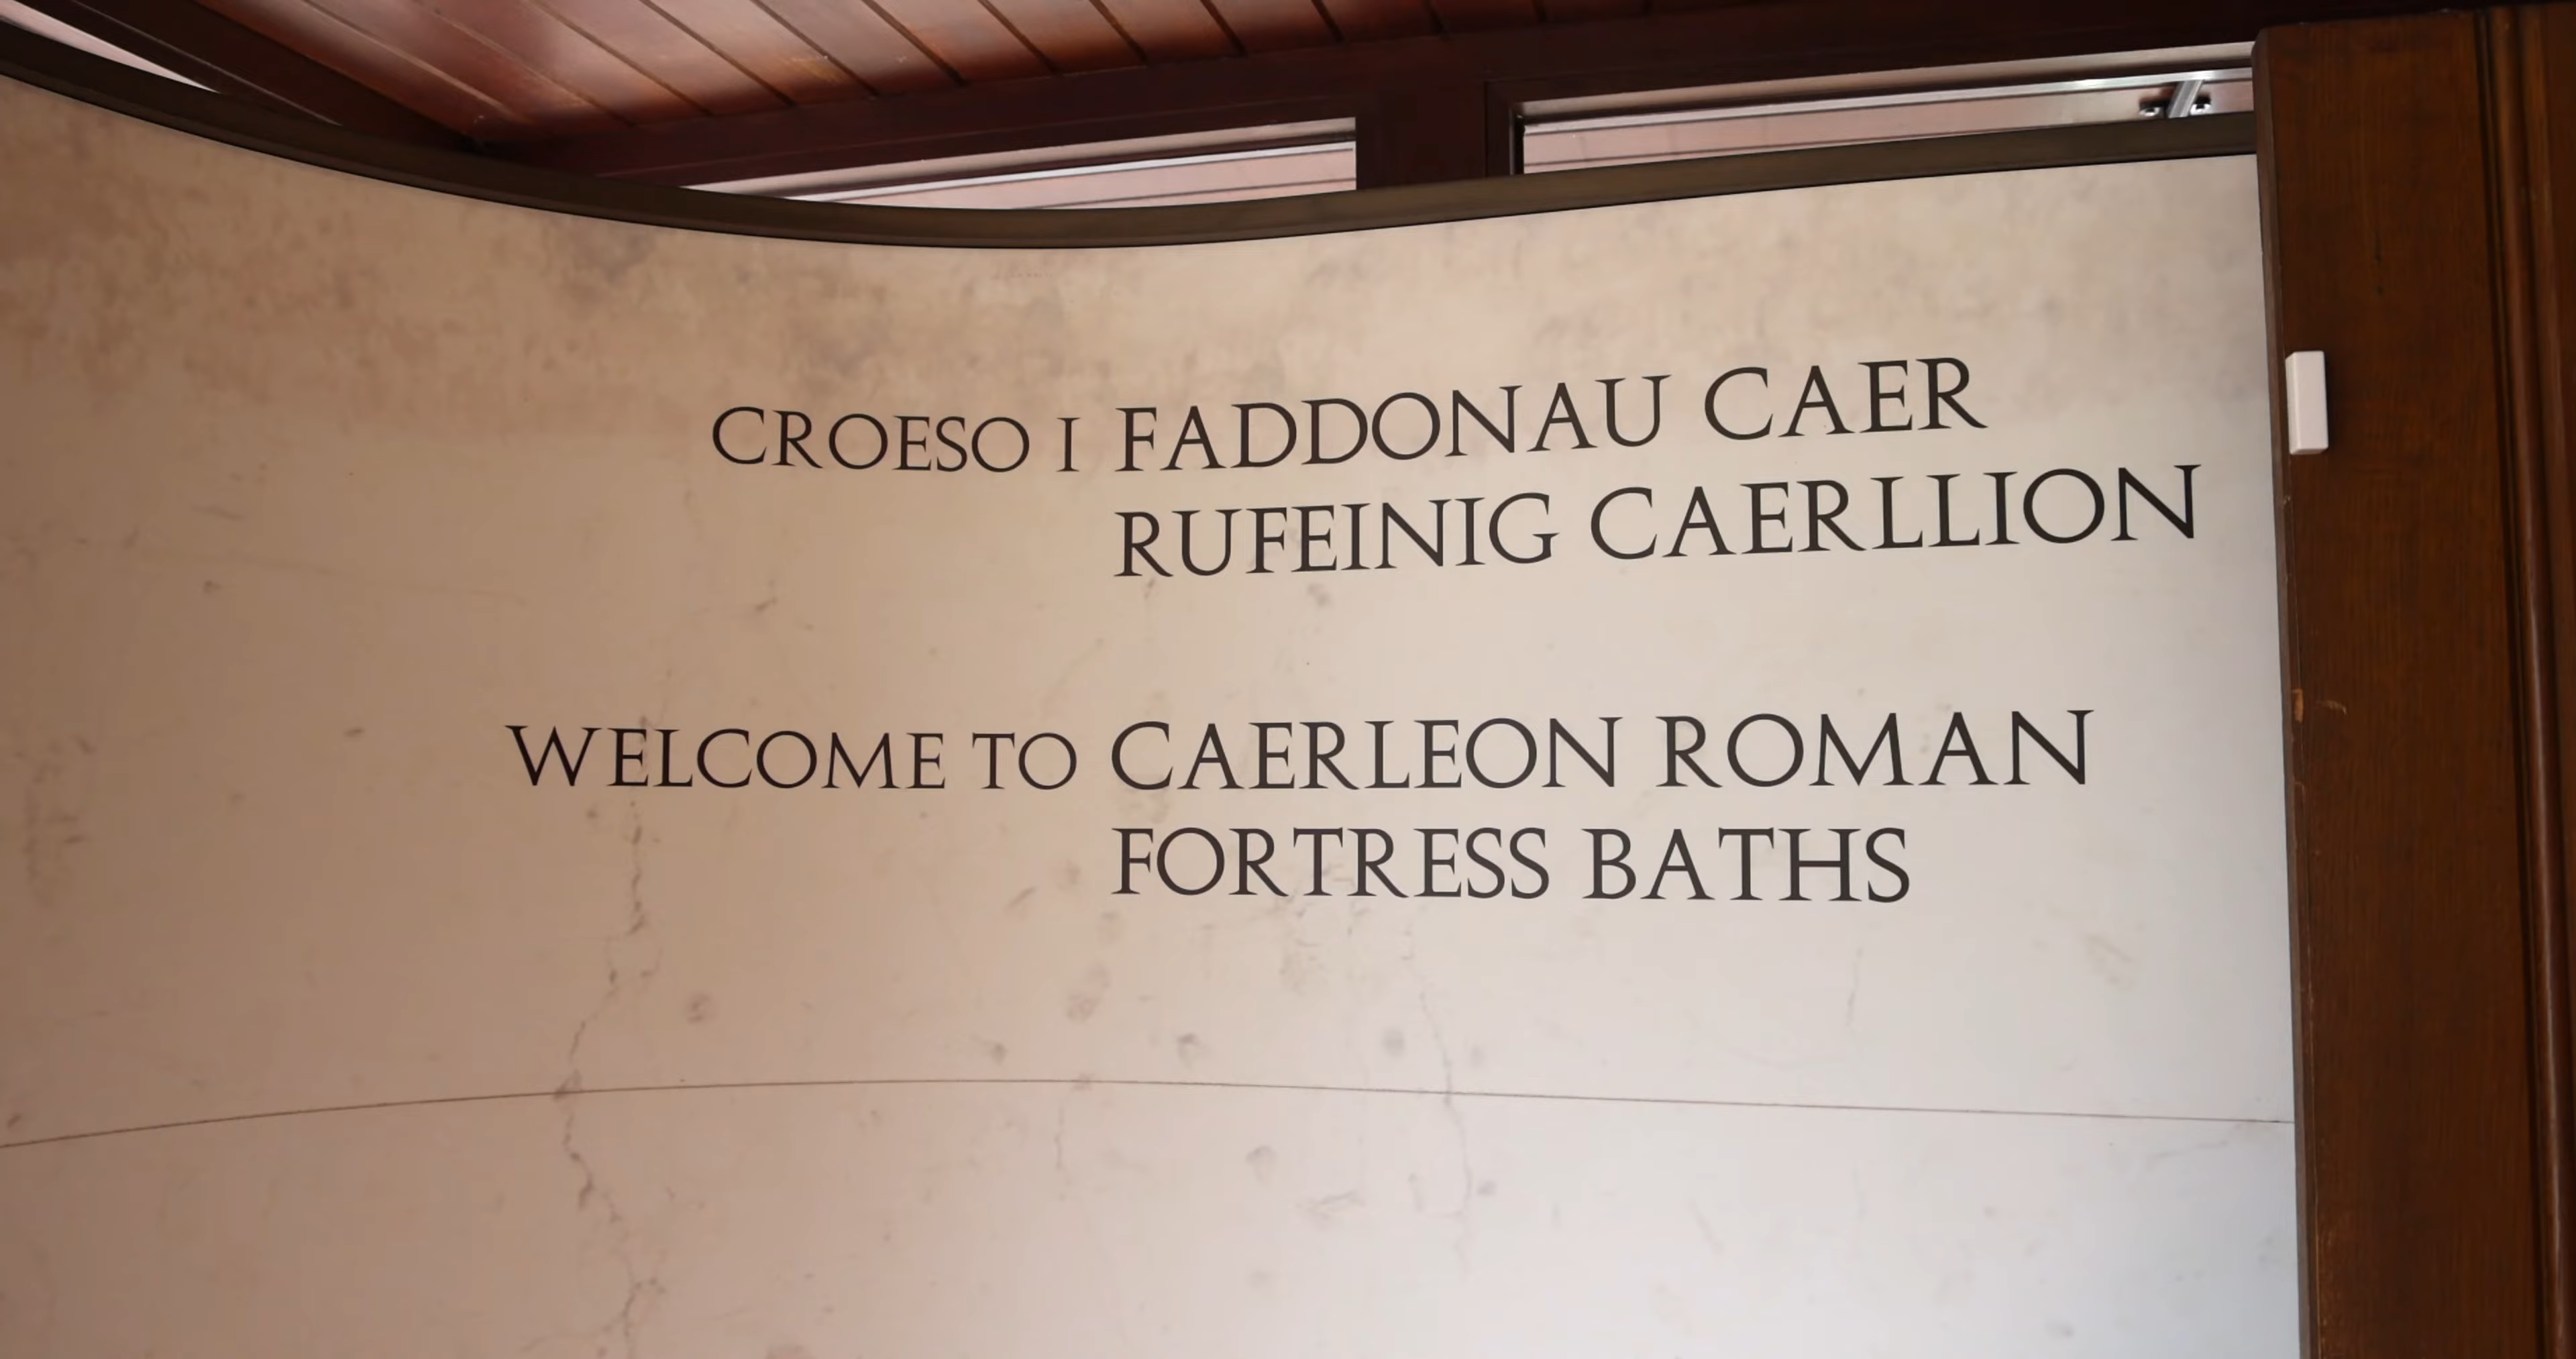 CROESO I FADDONAU CAER
RUFEINIG CAERLLION
WELCOME TO CAERLEON ROMAN
FORTRESS BATHS